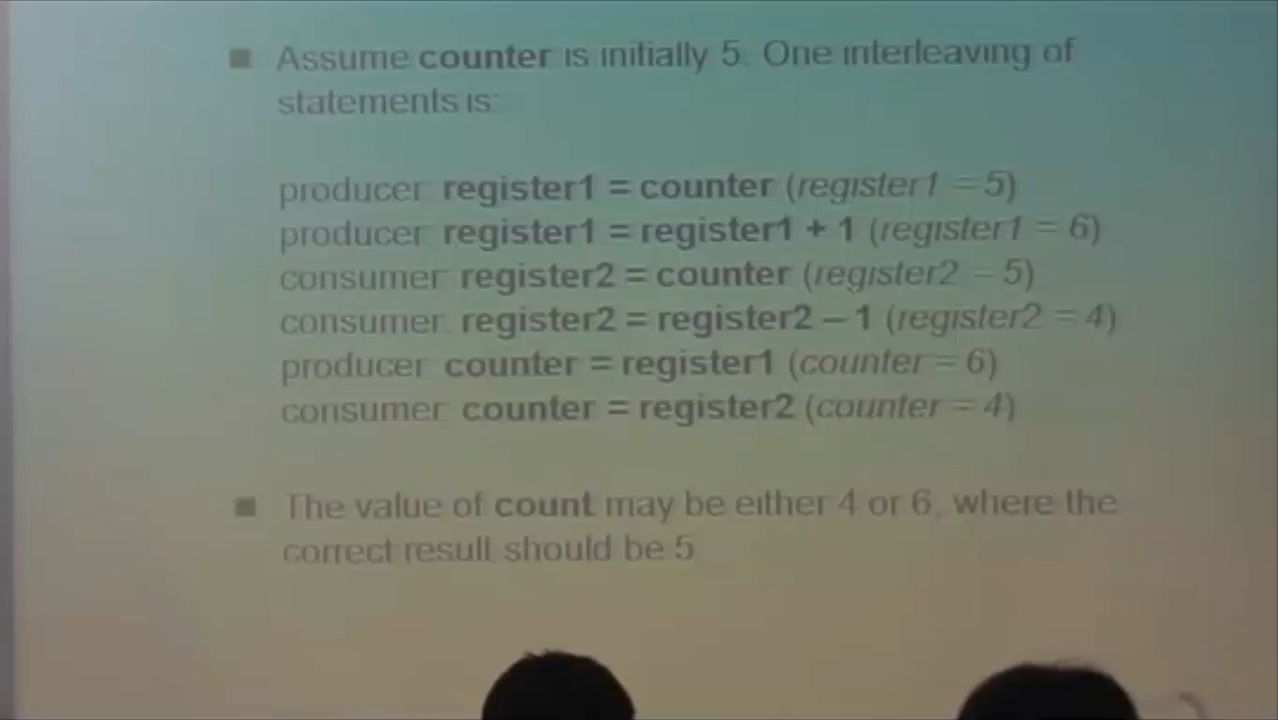 Assume counter is initially 5. One interleaving of
statements is:
producer: register1 = counter (register1 = 5)
producer: register1 = register1 + 1 (register1 = 6)
consumer: register2 = counter (register2 = 5)
consumer: register2 = register2 – 1 (register2 = 4)
producer: counter = register1 (counter = 6)
consumer: counter = register2 (counter = 4)
The value of count may be either 4 or 6, where the
correct result should be 5